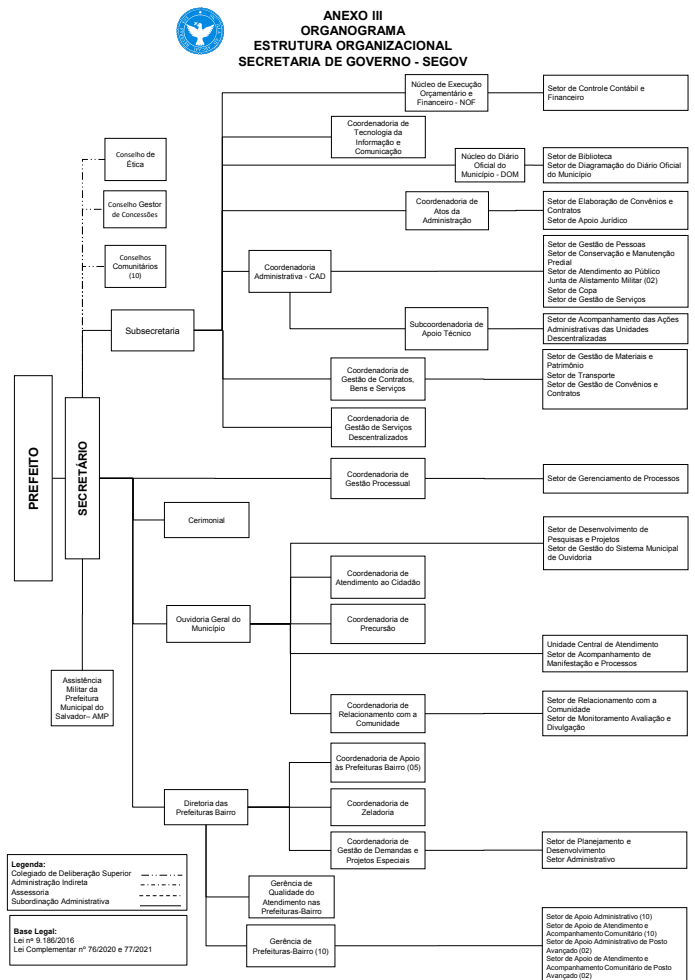 ANEXO III
ORGANOGRAMA
ESTRUTURA ORGANIZACIONAL
SECRETARIA DE GOVERNO - SEGOV
Núcleo de Execução
Orçamentário e
Financeiro - NOF
Setor de Controle Contábil e
Financeiro
Coordenadoria de
Tecnologia da
Informação e
Comunicação
Conselho de
Ética
Núcleo do Diário
Oficial do
Município - DOM
Setor de Biblioteca
Setor de Diagramação do Diário Oficial
do Município
Conselho Gestor
de Concessões
Coordenadoria de
Atos da
Administração
Setor de Elaboração de Convênios e
Contratos
Setor de Apoio Jurídico
Conselhos
Comunitários
(10)
Coordenadoria
Administrativa - CAD
Setor de Gestão de Pessoas
Setor de Conservação e Manutenção
Predial
Setor de Atendimento ao Público
Junta de Alistamento Militar (02)
Setor de Copa
Setor de Gestão de Serviços
Subsecretaria
Subcoordenadoria de
Apoio Técnico
Setor de Acompanhamento das Ações
Administrativas das Unidades
Descentralizadas
Coordenadoria de
Gestão de Contratos,
Bens e Serviços
Setor de Gestão de Materiais e
Patrimônio
Setor de Transporte
Setor de Gestão de Convênios e
Contratos
Coordenadoria de
Gestão de Serviços
Descentralizados
PREFEITO
SECRETÁRIO
Coordenadoria de
Gestão Processual
Setor de Gerenciamento de Processos
Cerimonial
Setor de Desenvolvimento de
Pesquisas e Projetos
Setor de Gestão do Sistema Municipal
de Ouvidoria
Coordenadoria de
Atendimento ao Cidadão
Ouvidoria Geral do
Município
Coordenadoria de
Precursão
Unidade Central de Atendimento
Setor de Acompanhamento de
Manifestação e Processos
Assistência
Militar da
Prefeitura
Municipal do
Salvador– AMP
Coordenadoria de
Relacionamento com a
Comunidade
Setor de Relacionamento com a
Comunidade
Setor de Monitoramento Avaliação e
Divulgação
Coordenadoria de Apoio
às Prefeituras Bairro (05)
Diretoria das
Prefeituras Bairro
Coordenadoria de
Zeladoria
Coordenadoria de
Gestão de Demandas e
Projetos Especiais
Setor de Planejamento e
Desenvolvimento
Setor Administrativo
Legenda:
Colegiado de Deliberação Superior
Administração Indireta
Assessoria
Subordinação Administrativa
Gerência de
Qualidade do
Atendimento nas
Prefeituras-Bairro
Base Legal:
Lei nº 9.186/2016
Lei Complementar nº 76/2020 e 77/2021
Gerência de
Prefeituras-Bairro (10)
Setor de Apoio Administrativo (10)
Setor de Apoio de Atendimento e
Acompanhamento Comunitário (10)
Setor de Apoio Administrativo de Posto
Avançado (02)
Setor de Apoio de Atendimento e
Acompanhamento Comunitário de Posto
Avançado (02)